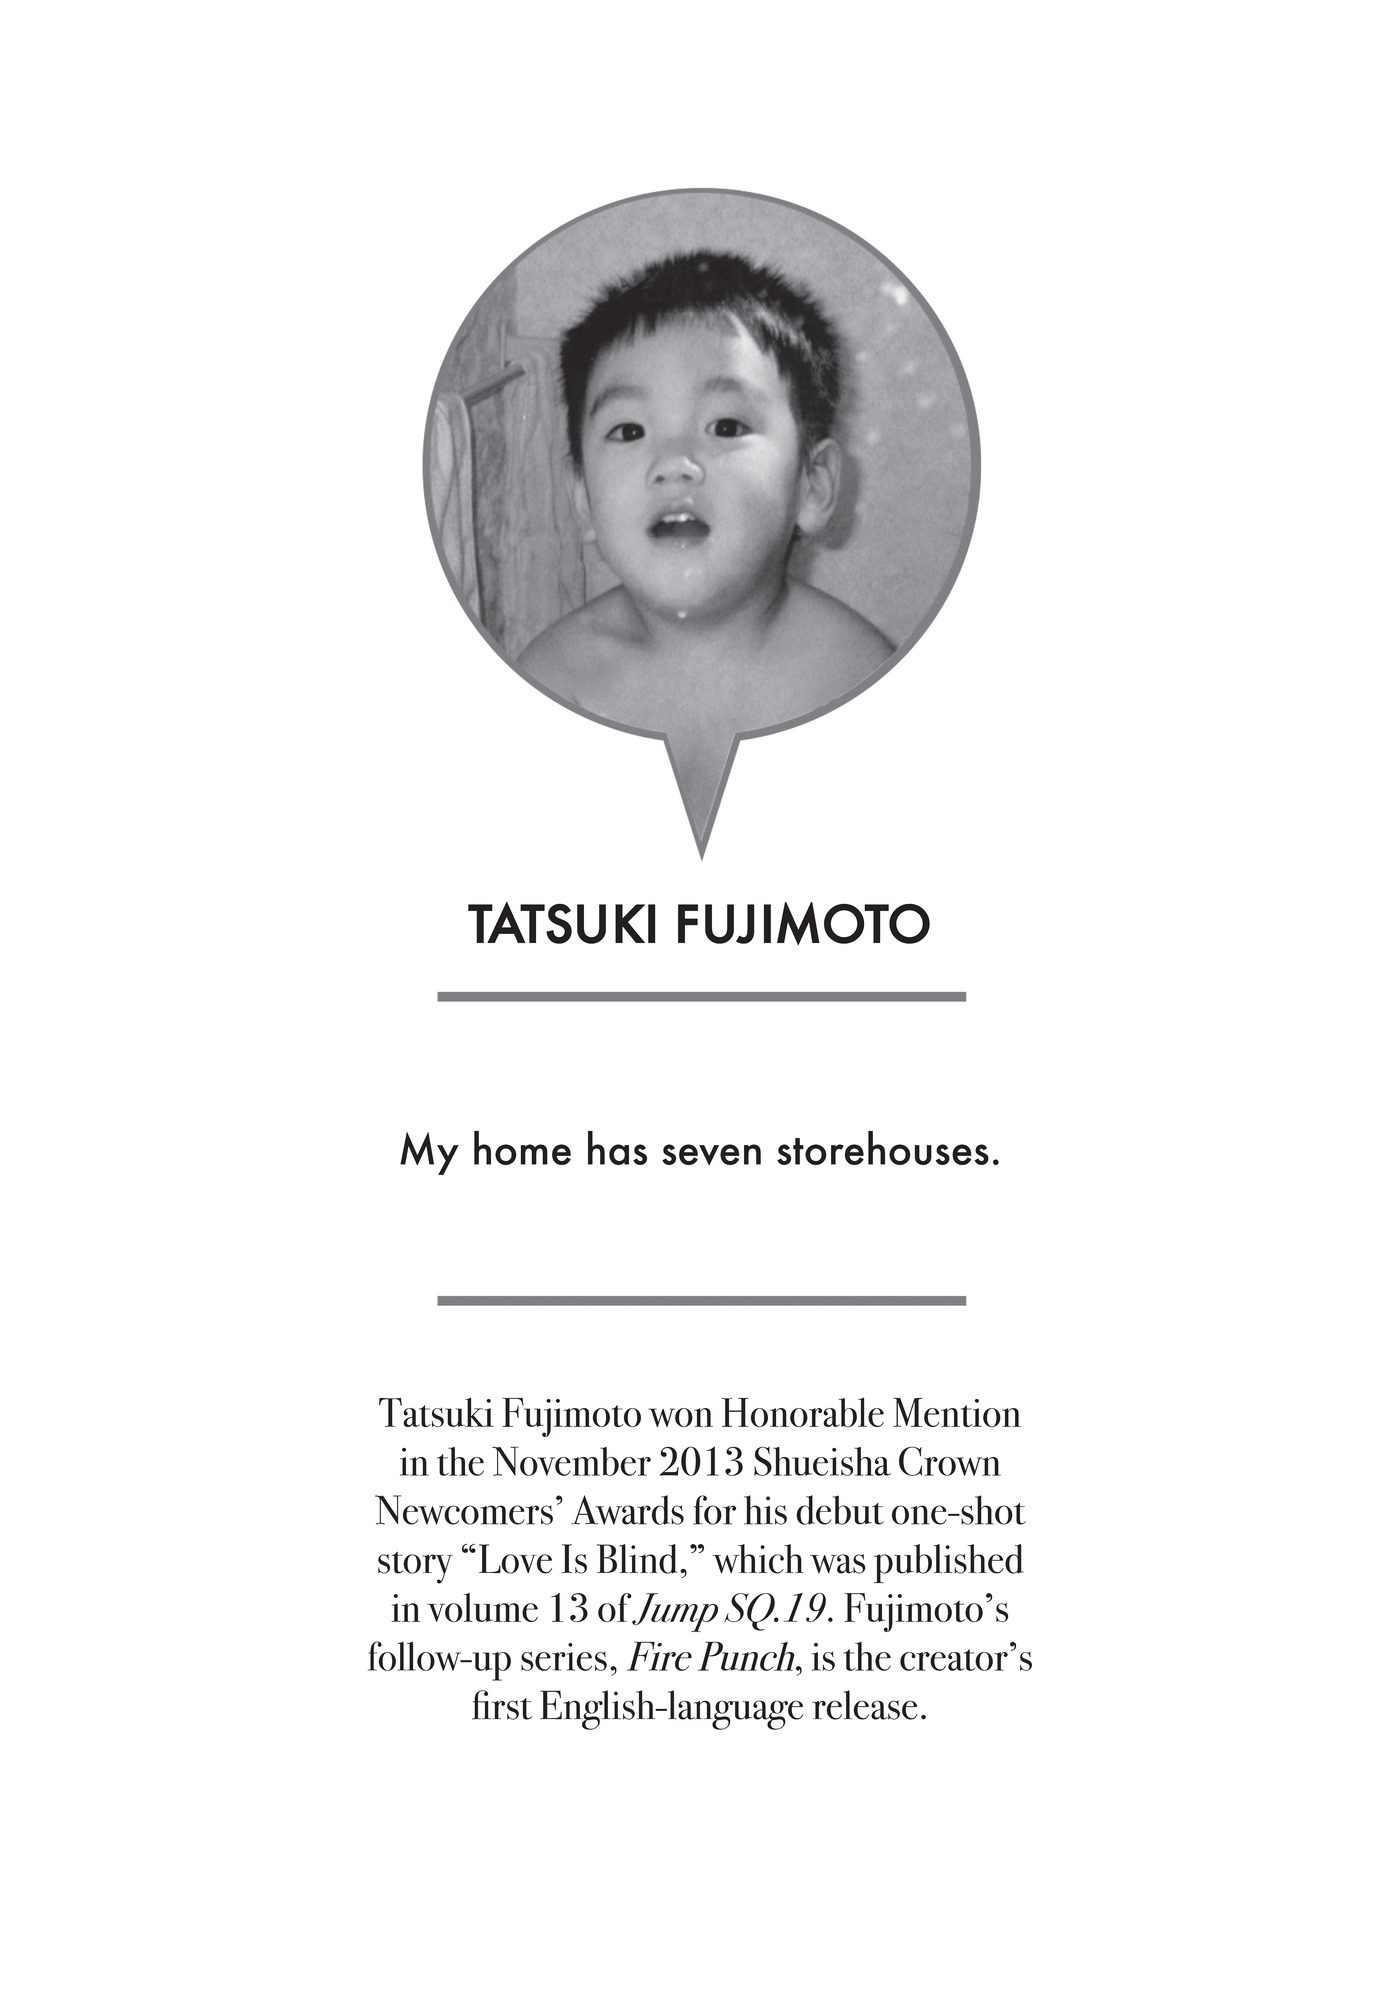 TATSUKI FUJIMOTO
My home has seven storehouses.
Tatsuki Fujimoto won Honorable Mention
in the November 2013 Shueisha Crown
Newcomers’ Awards for his debut one-shot
story “Love Is Blind,” which was published
in volume 13 of Jump SQ.19. Fujimoto’s
follow-up series, Fire Punch, is the creator’s
first English-language release.